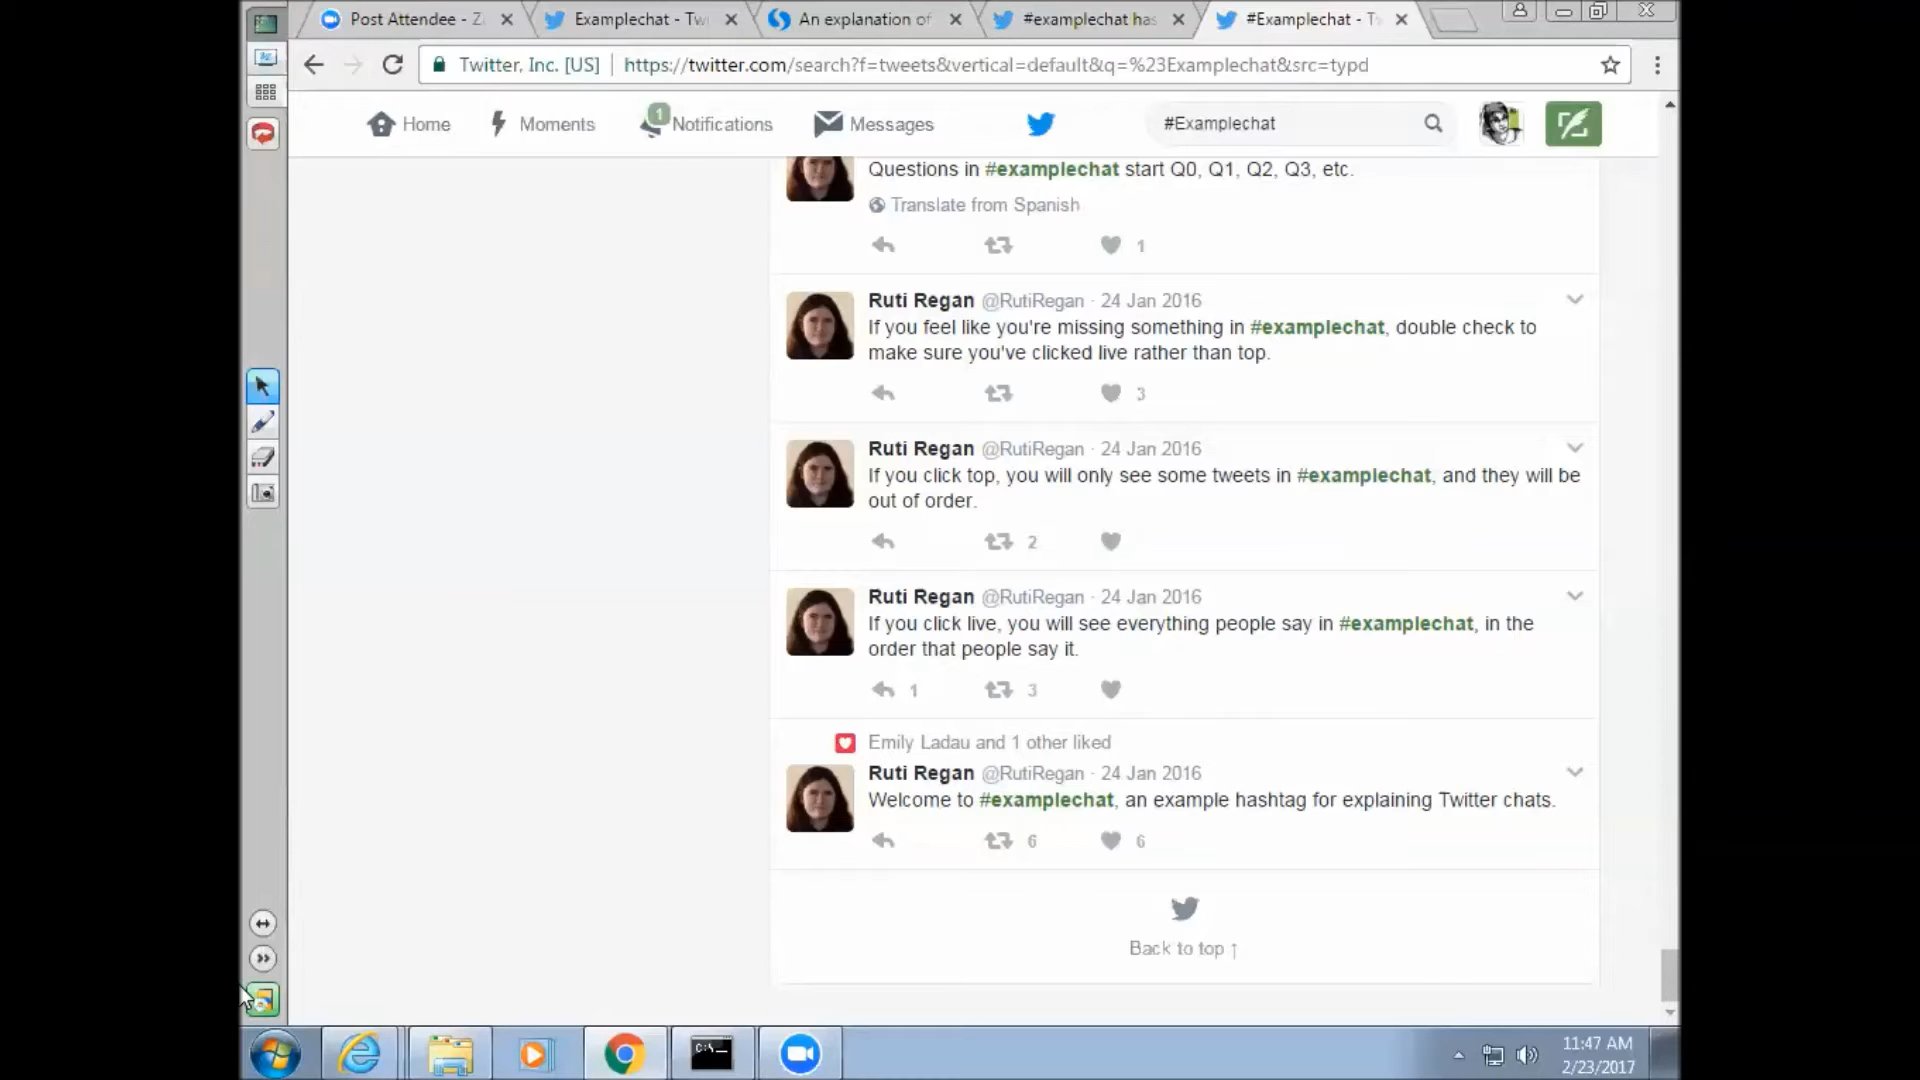 Post Attendee - Z
Examplechat - Tw
An explanation of
#examplechat has
#Examplechat - T
Twitter, Inc. [US]
https://twitter.com/search?f=tweets&vertical=default&q=%23Examplechat&src=typd
Home
Moments
1
Notifications
Messages
#Examplechat
Questions in #examplechat start Q0, Q1, Q2, Q3, etc.
Translate from Spanish
1
Ruti Regan @RutiRegan · 24 Jan 2016
If you feel like you're missing something in #examplechat, double check to
make sure you've clicked live rather than top.
3
Ruti Regan @RutiRegan · 24 Jan 2016
If you click top, you will only see some tweets in #examplechat, and they will be
out of order.
2
Ruti Regan @RutiRegan · 24 Jan 2016
If you click live, you will see everything people say in #examplechat, in the
order that people say it.
1 3
Emily Ladau and 1 other liked
Ruti Regan @RutiRegan · 24 Jan 2016
Welcome to #examplechat, an example hashtag for explaining Twitter chats.
6 6
Back to top ↑
11:47 AM
2/23/2017